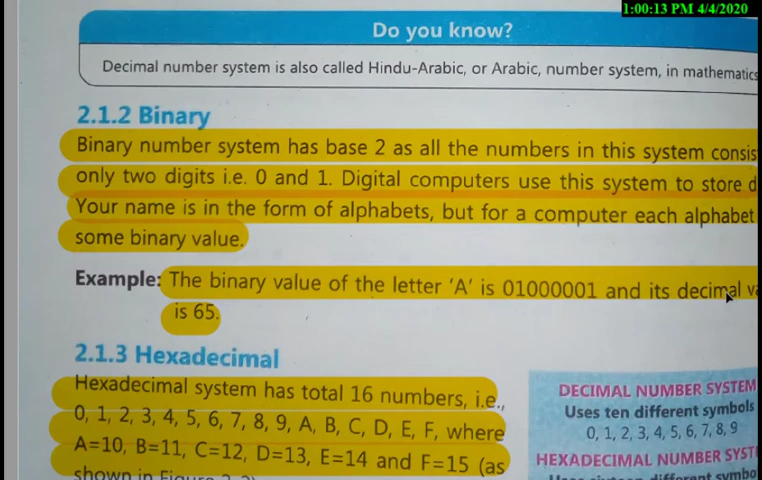 1:00:13 PM 4/4/2020
Do you know?
Decimal number system is also called Hindu-Arabic, or Arabic, number system, in mathematics
2.1.2 Binary
Binary number system has base 2 as all the numbers in this system consis
only two digits i.e. 0 and 1. Digital computers use this system to store d
Your name is in the form of alphabets, but for a computer each alphabet
some binary value.
Example: The binary value of the letter 'A' is 01000001 and its decimal v
is 65.
2.1.3 Hexadecimal
Hexadecimal system has total 16 numbers, i.e.,
0, 1, 2, 3, 4, 5, 6, 7, 8, 9, A, B, C, D, E, F, where
A=10, B=11, C=12, D=13, E=14 and F=15 (as
shown in Figure
DECIMAL NUMBER SYSTEM
Uses ten different symbols
0, 1, 2, 3, 4, 5, 6, 7, 8, 9
HEXADECIMAL NUMBER SYST
different symbo